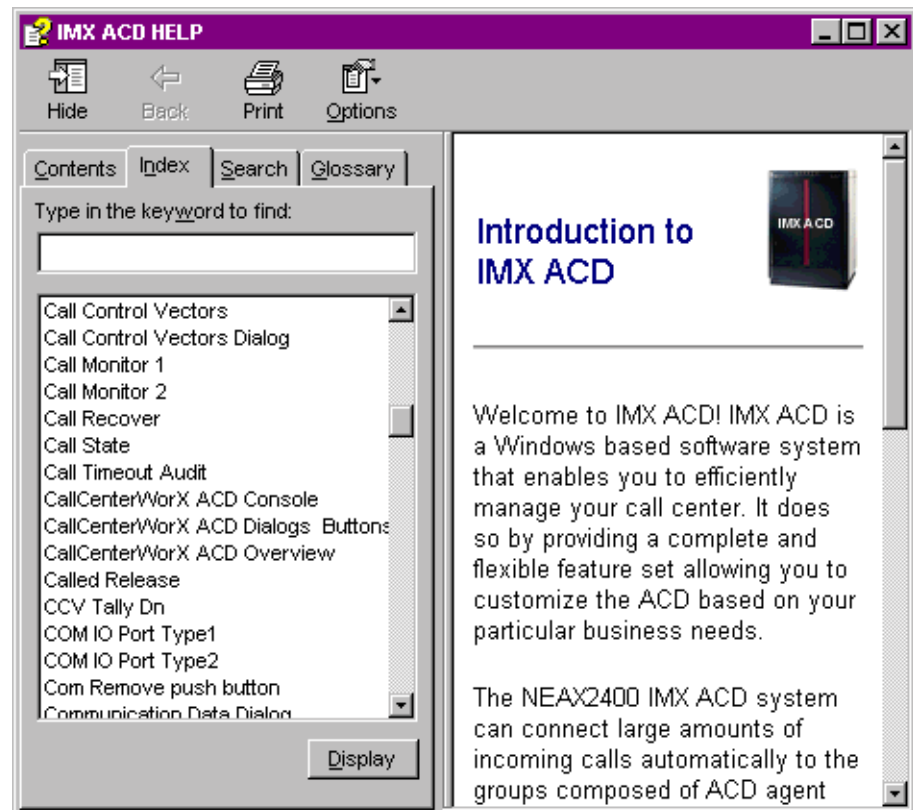 IMX ACD HELP
Hide
Back
Print
Options
Contents
Index
Search
Glossary
Type in the keyword to find:
Call Control Vectors
Call Control Vectors Dialog
Call Monitor 1
Call Monitor 2
Call Recover
Call State
Call Timeout Audit
CallCenterWorX ACD Console
CallCenterWorX ACD Dialogs Buttons
CallCenterWorX ACD Overview
Called Release
CCV Tally Dn
COM IO Port Type1
COM IO Port Type2
Com Remove push button
Communication Data Dialog
Display
Introduction to
IMX ACD
IMX ACD
Welcome to IMX ACD! IMX ACD is
a Windows based software system
that enables you to efficiently
manage your call center. It does
so by providing a complete and
flexible feature set allowing you to
customize the ACD based on your
particular business needs.
The NEAX2400 IMX ACD system
can connect large amounts of
incoming calls automatically to the
groups composed of ACD agent